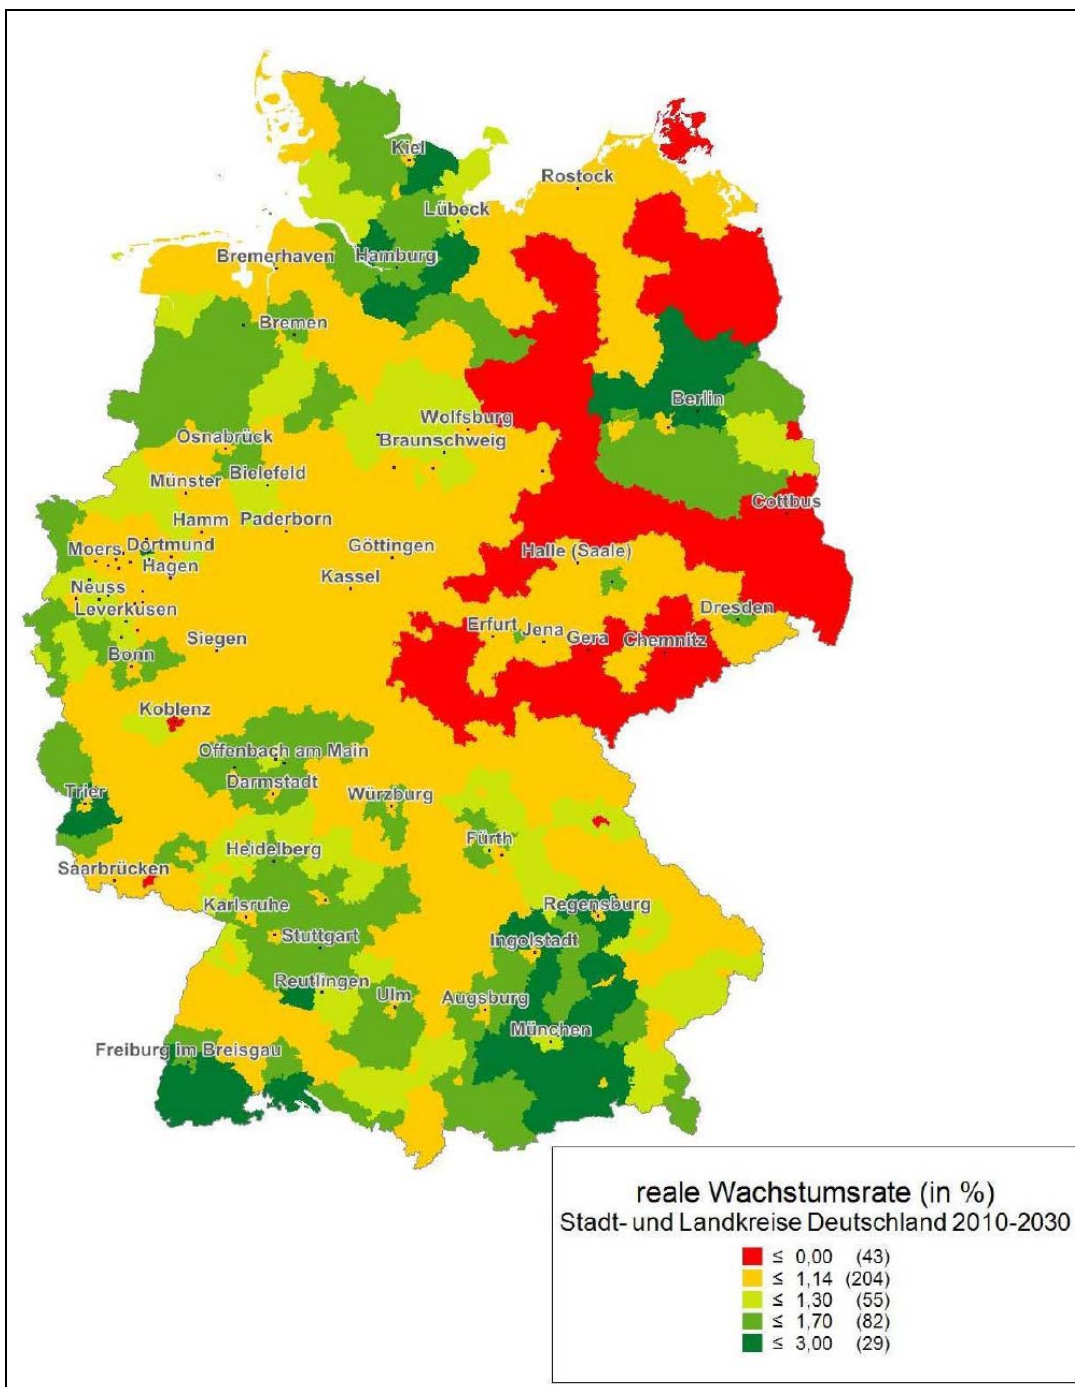 Kiel
Rostock
Lübeck
Bremerhaven
Hamburg
Bremen
Berlin
Wolfsburg
Osnabrück
Braunschweig
Bielefeld
Münster
Cottbus
Hamm
Paderborn
Moers
Dortmund
Göttingen
Halle (Saale)
Hagen
Kassel
Neuss
Leverkusen
Dresden
Erfurt
Jena
Gera
Chemnitz
Siegen
Bonn
Koblenz
Offenbach am Main
Trier
Darmstadt
Würzburg
Fürth
Heidelberg
Saarbrücken
Karlsruhe
Regensburg
Stuttgart
Ingolstadt
Reutlingen
Ulm
Augsburg
München
Freiburg im Breisgau
reale Wachstumsrate (in %)
Stadt- und Landkreise Deutschland 2010-2030
≤ 0,00 (43)
≤ 1,14 (204)
≤ 1,30 (55)
≤ 1,70 (82)
≤ 3,00 (29)